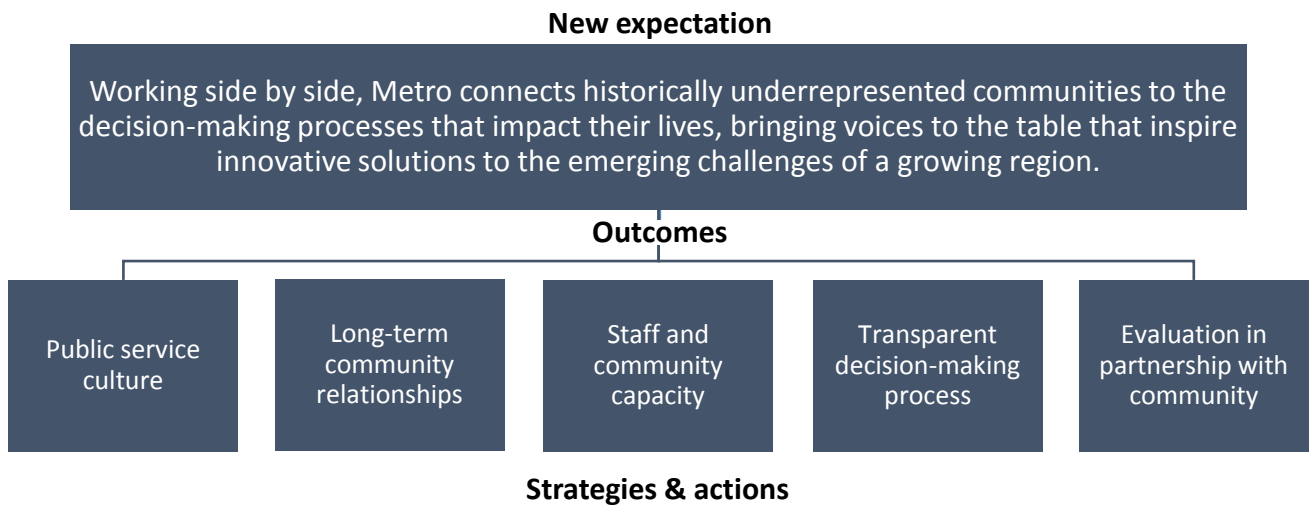 New expectation
Working side by side, Metro connects historically underrepresented communities to the
decision-making processes that impact their lives, bringing voices to the table that inspire
innovative solutions to the emerging challenges of a growing region.
Outcomes
Public service
culture
Long-term
community
relationships
Staff and
community
capacity
Transparent
decision-making
process
Evaluation in
partnership with
community
Strategies & actions